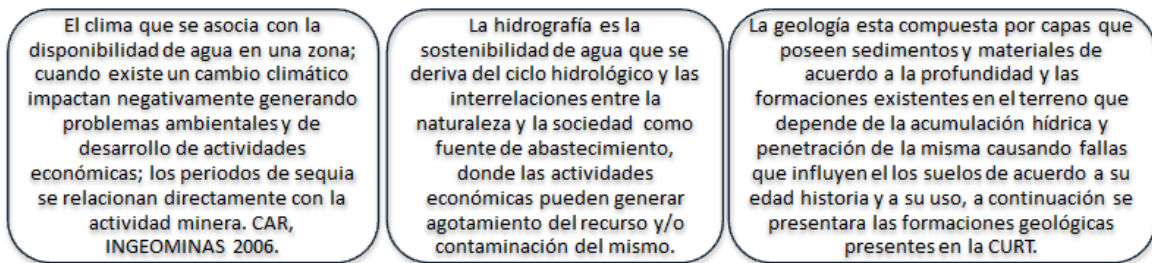 El clima que se asocia con la
disponibilidad de agua en una zona;
cuando existe un cambio climático
impactan negativamente generando
problemas ambientales y de
desarrollo de actividades
económicas; los periodos de sequia
se relacionan directamente con la
actividad minera. CAR,
INGEOMINAS 2006.
La hidrografía es la
sostenibilidad de agua que se
deriva del ciclo hidrológico y las
interrelaciones entre la
naturaleza y la sociedad como
fuente de abastecimiento,
donde las actividades
económicas pueden generar
agotamiento del recurso y/o
contaminación del mismo.
La geología esta compuesta por capas que
poseen sedimentos y materiales de
acuerdo a la profundidad y las
formaciones existentes en el terreno que
depende de la acumulación hídrica y
penetración de la misma causando fallas
que influyen el los suelos de acuerdo a su
edad historia y a su uso, a continuación se
presentara las formaciones geológicas
presentes en la CURT.